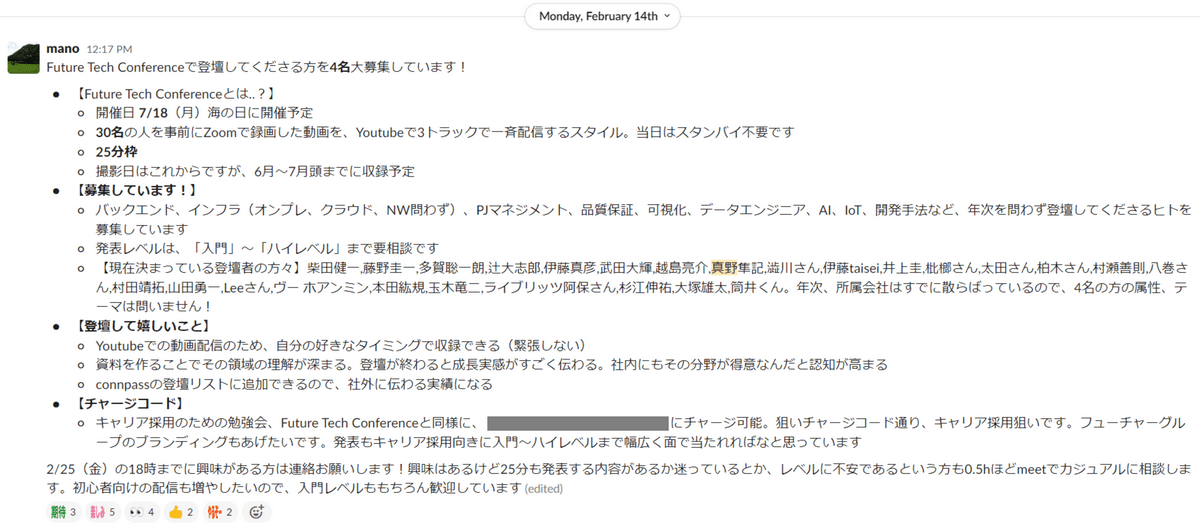 Monday, February 14th
mano 12:17 PM
Future Tech Conferenceで登壇してくださる方を4名大募集しています！
【Future Tech Conferenceとは..？】
開催日 7/18（月）海の日に開催予定
30名の人を事前にZoomで録画した動画を、Youtubeで3トラックで一斉配信するスタイル。当日はスタンバイ不要です
25分枠
撮影日はこれからですが、6月〜7月頭までに収録予定
【募集しています！】
バックエンド、インフラ（オンプレ、クラウド、NW問わず）、PJマネジメント、品質保証、可視化、データエンジニア、AI、IoT、開発手法など、年次を問わず登壇してくださるヒトを
募集しています
発表レベルは、「入門」〜「ハイレベル」まで要相談です
【現在決まっている登壇者の方々】柴田健一,藤野圭一,多賀聡一朗,辻大志郎,伊藤真彦,武田大輝,越島亮介,真野隼記,澁川さん,伊藤taisei,井上圭,枇榔さん,太田さん,柏木さん,村瀬善則,八巻さ
ん,村田靖拓,山田勇一,Leeさん,ヴー ホアンミン,本田紘規,玉木竜二,ライブリッツ阿保さん,杉江伸祐,大塚雄太,筒井くん。年次、所属会社はすでに散らばっているので、4名の方の属性、テ
ーマは問いません！
【登壇して嬉しいこと】
Youtubeでの動画配信のため、自分の好きなタイミングで収録できる（緊張しない）
資料を作ることでその領域の理解が深まる。登壇が終わると成長実感がすごく伝わる。社内にもその分野が得意なんだと認知が高まる
connpassの登壇リストに追加できるので、社外に伝わる実績になる
【チャージコード】
キャリア採用のための勉強会、Future Tech Conferenceと同様に、 にチャージ可能。狙いチャージコード通り、キャリア採用狙いです。フューチャーグル
ープのブランディングもあげたいです。発表もキャリア採用向きに入門〜ハイレベルまで幅広く面で当たれればなと思っています
2/25（金）の18時までに興味がある方は連絡お願いします！興味はあるけど25分も発表する内容があるか迷っているとか、レベルに不安であるという方も0.5hほどmeetでカジュアルに相談しま
す。初心者向けの配信も増やしたいので、入門レベルももちろん歓迎しています (edited)
期待 3 楽しみ 5 4 2 2